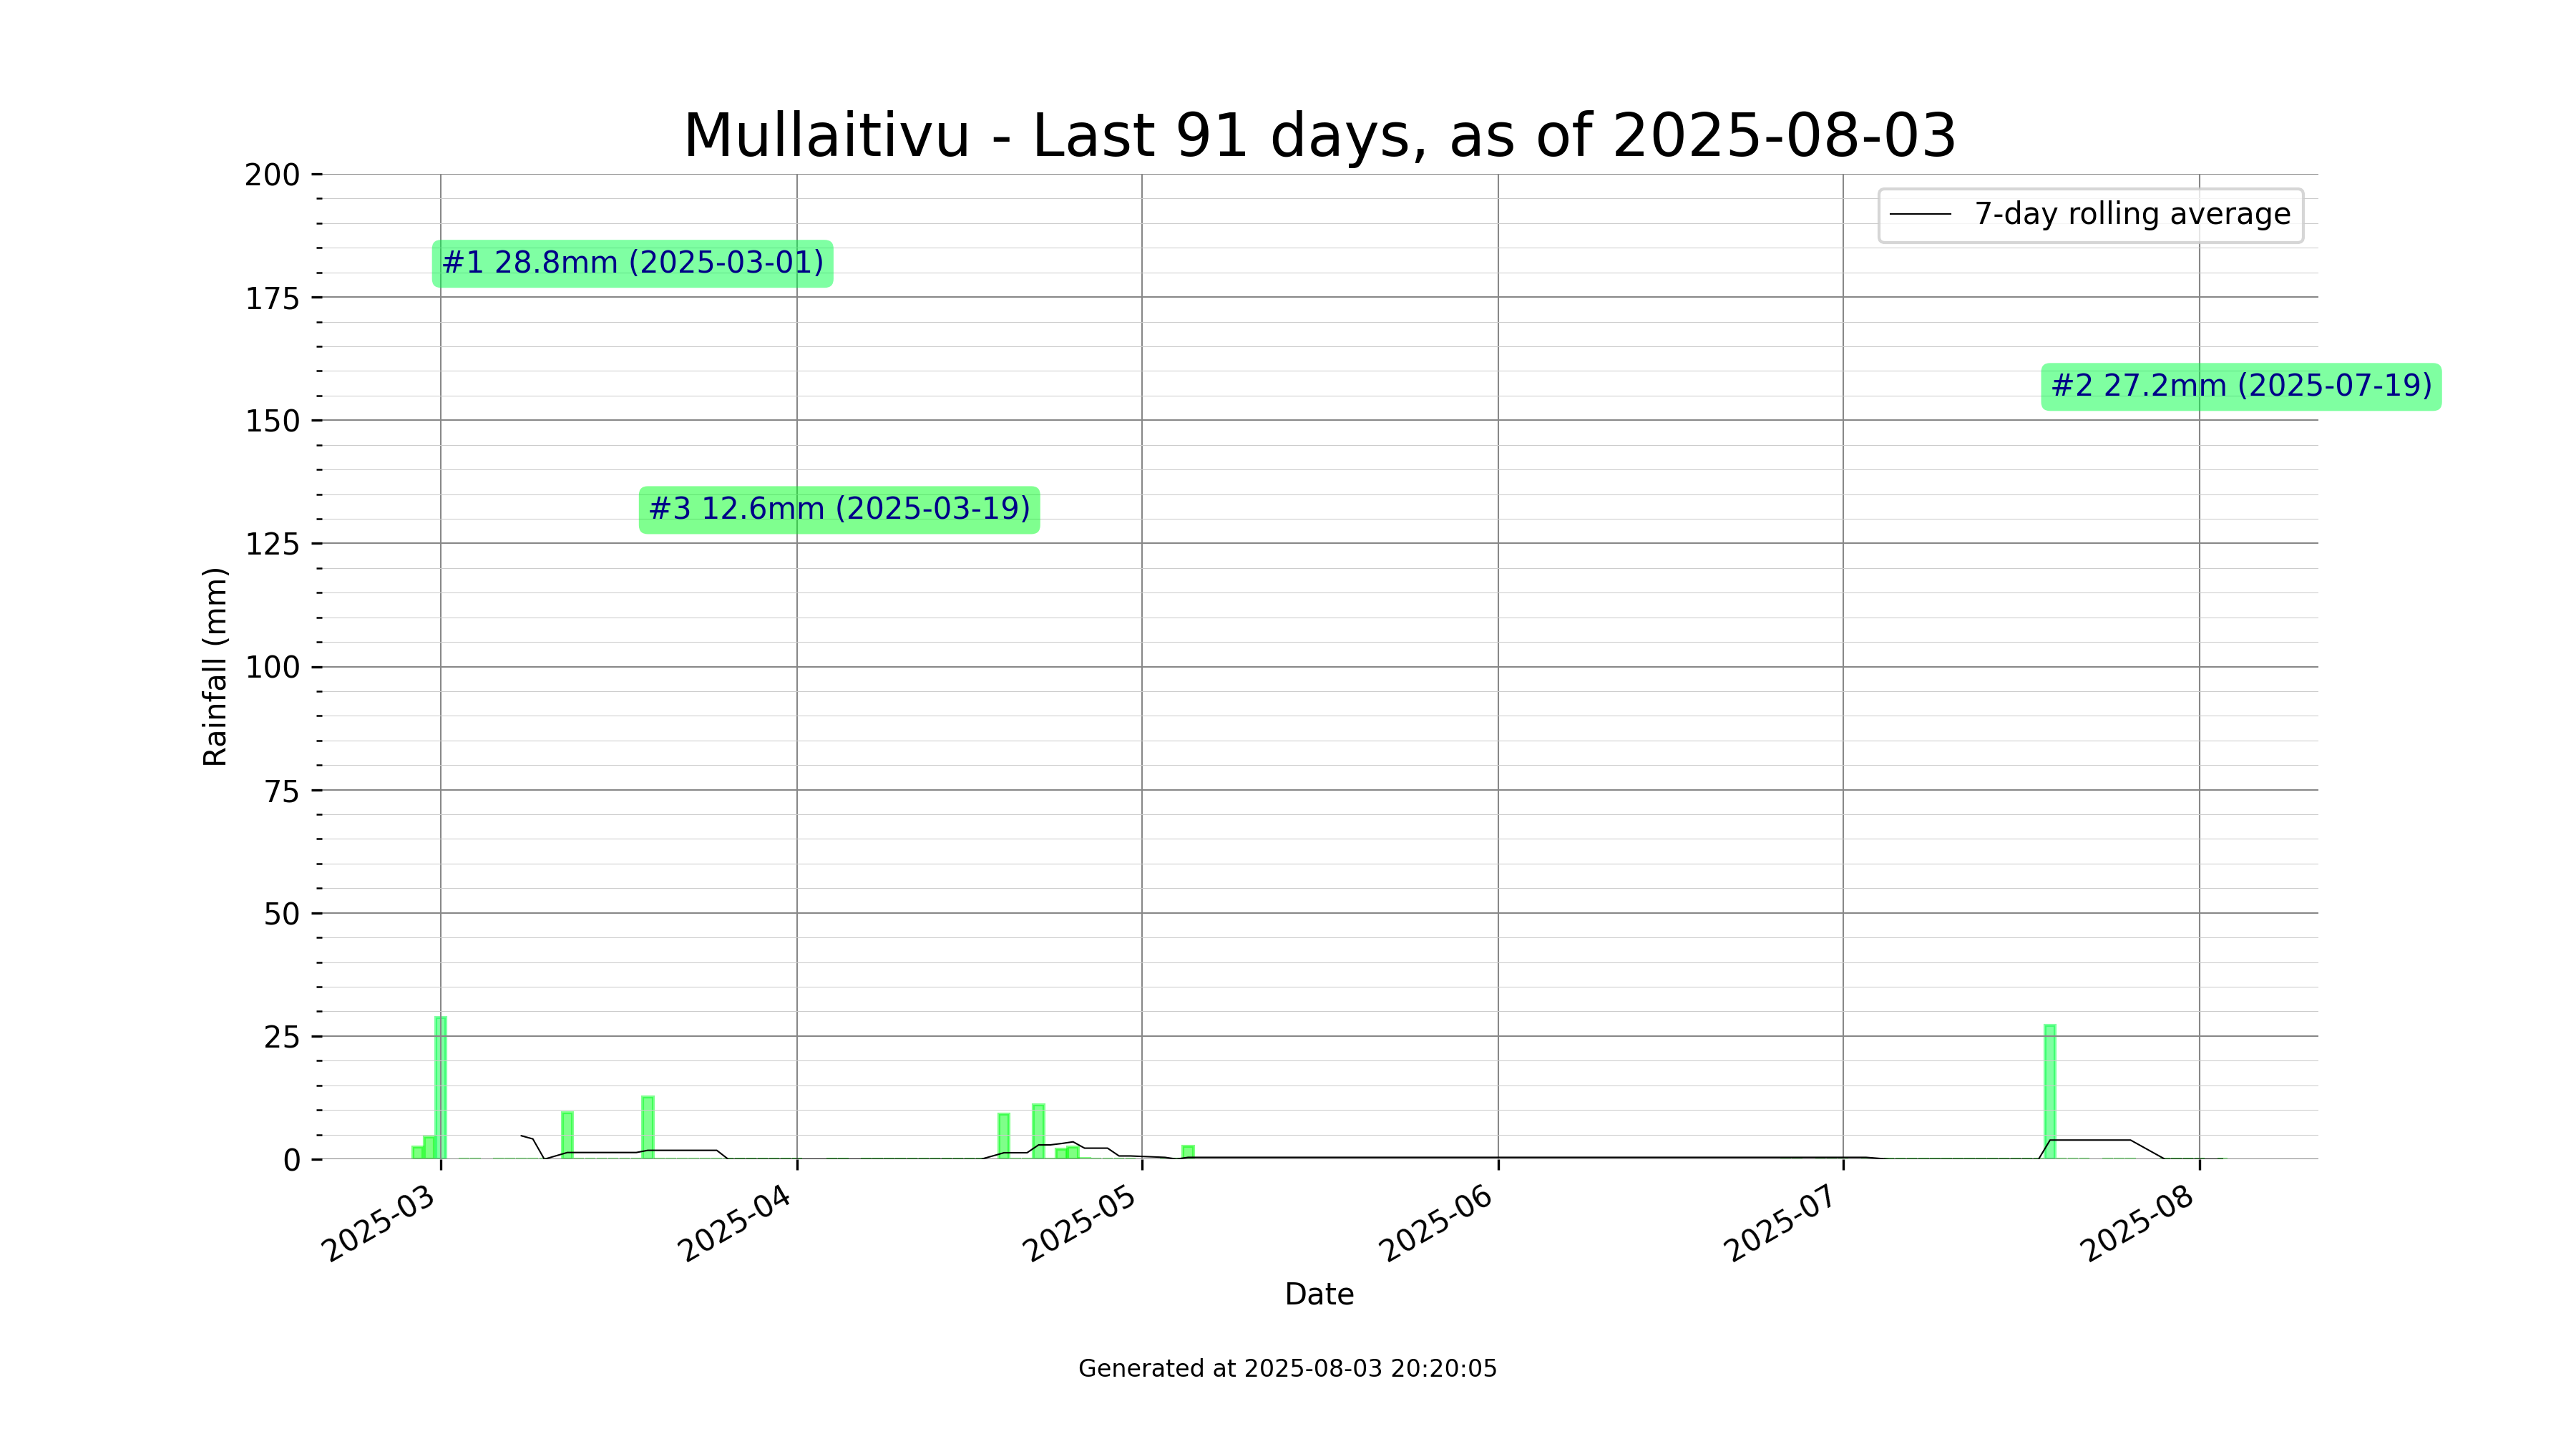 Mullaitivu - Last 91 days, as of 2025-08-03
7-day rolling average
#1 28.8mm (2025-03-01)
#2 27.2mm (2025-07-19)
#3 12.6mm (2025-03-19)
Rainfall (mm)
200
175
150
125
100
75
50
25
0
2025-03
2025-04
2025-05
2025-06
2025-07
2025-08
Date
Generated at 2025-08-03 20:20:05